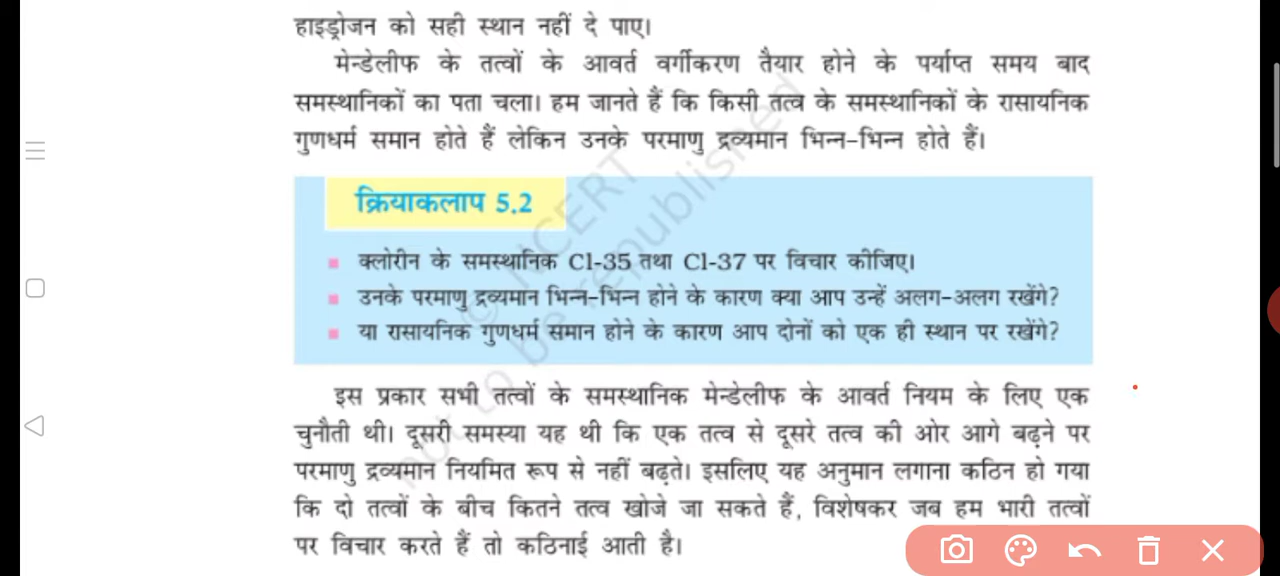 हाइड्रोजन को सही स्थान नहीं दे पाए।
मेन्डेलीफ के तत्वों के आवर्त वर्गीकरण तैयार होने के पर्याप्त समय बाद
समस्थानिकों का पता चला। हम जानते हैं कि किसी तत्व के समस्थानिकों के रासायनिक
गुणधर्म समान होते हैं लेकिन उनके परमाणु द्रव्यमान भिन्न-भिन्न होते हैं।
क्रियाकलाप 5.2
क्लोरीन के समस्थानिक Cl-35 तथा Cl-37 पर विचार कीजिए।
उनके परमाणु द्रव्यमान भिन्न-भिन्न होने के कारण क्या आप उन्हें अलग-अलग रखेंगे?
या रासायनिक गुणधर्म समान होने के कारण आप दोनों को एक ही स्थान पर रखेंगे?
इस प्रकार सभी तत्वों के समस्थानिक मेन्डेलीफ के आवर्त नियम के लिए एक
चुनौती थी। दूसरी समस्या यह थी कि एक तत्व से दूसरे तत्व की ओर आगे बढ़ने पर
परमाणु द्रव्यमान नियमित रूप से नहीं बढ़ते। इसलिए यह अनुमान लगाना कठिन हो गया
कि दो तत्वों के बीच कितने तत्व खोजे जा सकते हैं, विशेषकर जब हम भारी तत्वों
पर विचार करते हैं तो कठिनाई आती है।
© NCERT
not to be republished